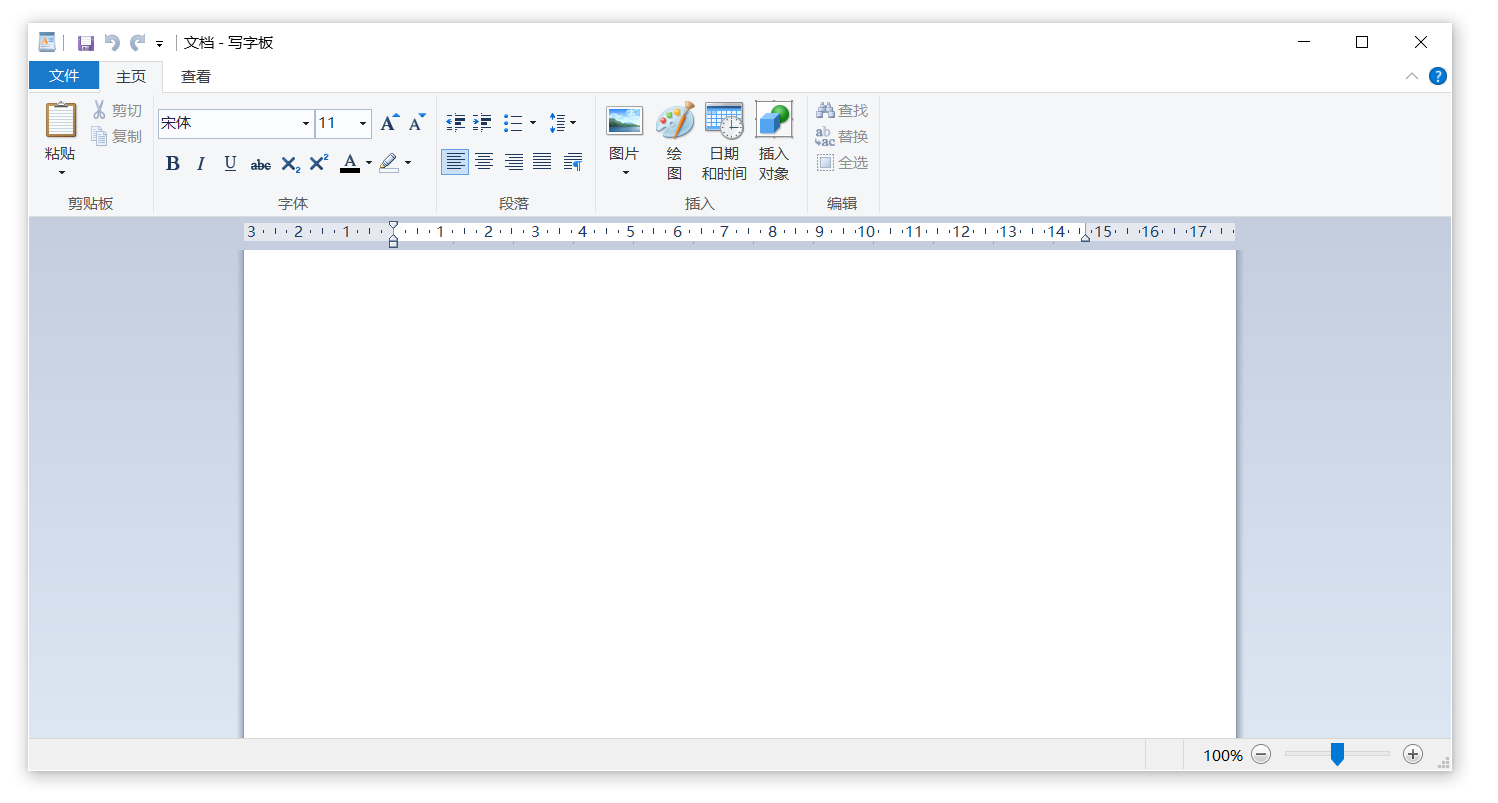 文档 - 写字板
文件 主页 查看
粘贴
剪切
复制
剪贴板
宋体 11
B I U abc X₂ X² A
字体
段落
图片
绘
图
日期
和时间
插入
对象
插入
查找
替换
全选
编辑
3 2 1 1 2 3 4 5 6 7 8 9 10 11 12 13 14 15 16 17
100%